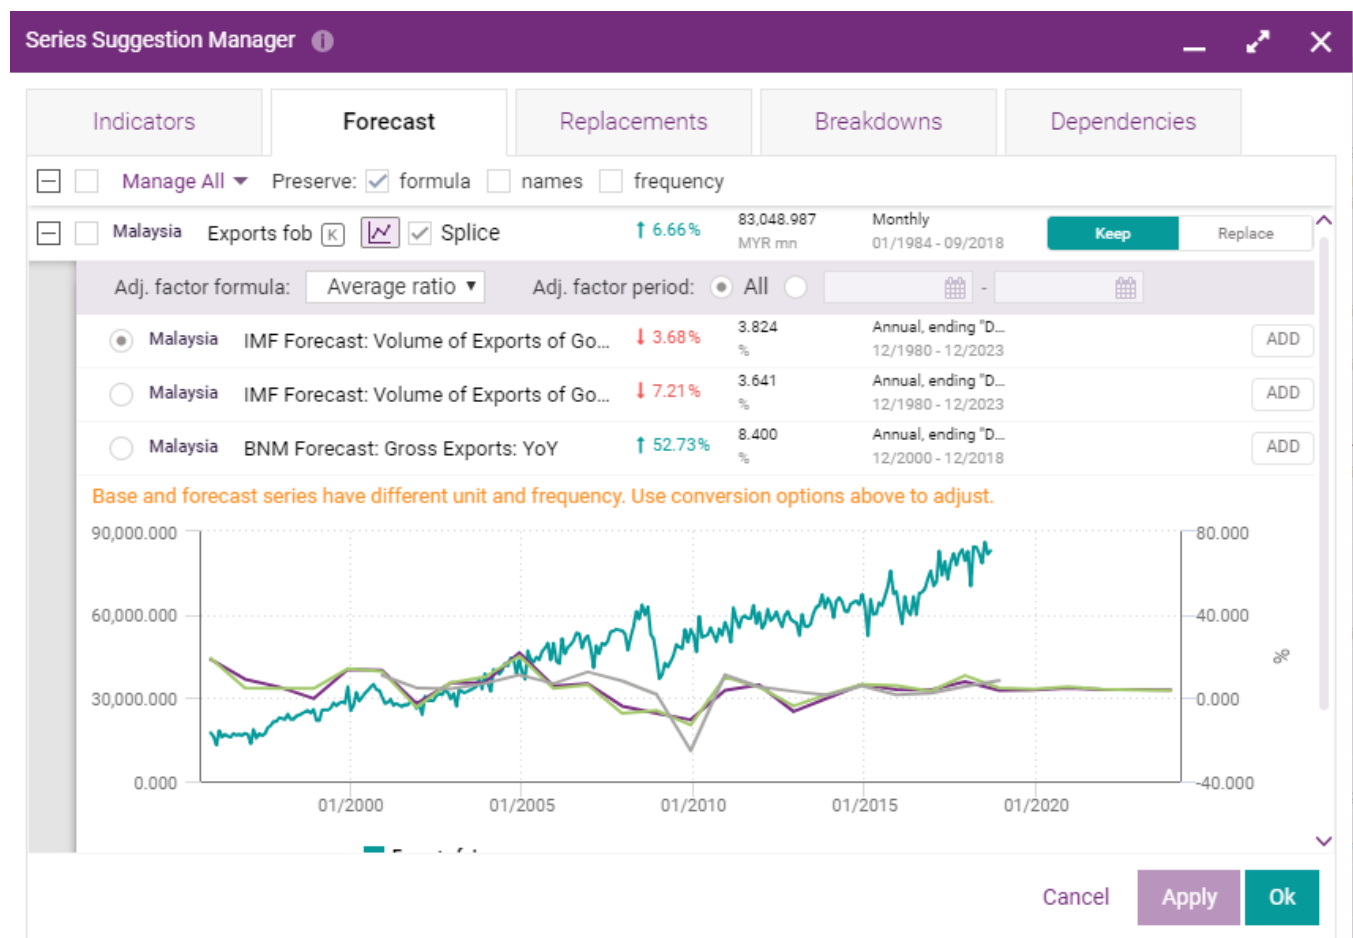 Series Suggestion Manager i
Indicators Forecast Replacements Breakdowns Dependencies
Manage All Preserve: formula names frequency
Malaysia Exports fob K Splice 6.66% 83,048.987 Monthly Keep Replace
MYR mn 01/1984 - 09/2018
Adj. factor formula: Average ratio Adj. factor period: All -
Malaysia IMF Forecast: Volume of Exports of Go... 3.68% 3.824 Annual, ending "D... ADD
% 12/1980 - 12/2023
Malaysia IMF Forecast: Volume of Exports of Go... 7.21% 3.641 Annual, ending "D... ADD
% 12/1980 - 12/2023
Malaysia BNM Forecast: Gross Exports: YoY 52.73% 8.400 Annual, ending "D... ADD
% 12/2000 - 12/2018
Base and forecast series have different unit and frequency. Use conversion options above to adjust.
90,000.000 80.000
60,000.000 40.000
%
30,000.000 0.000
0.000 -40.000
01/2000 01/2005 01/2010 01/2015 01/2020
Cancel Apply Ok